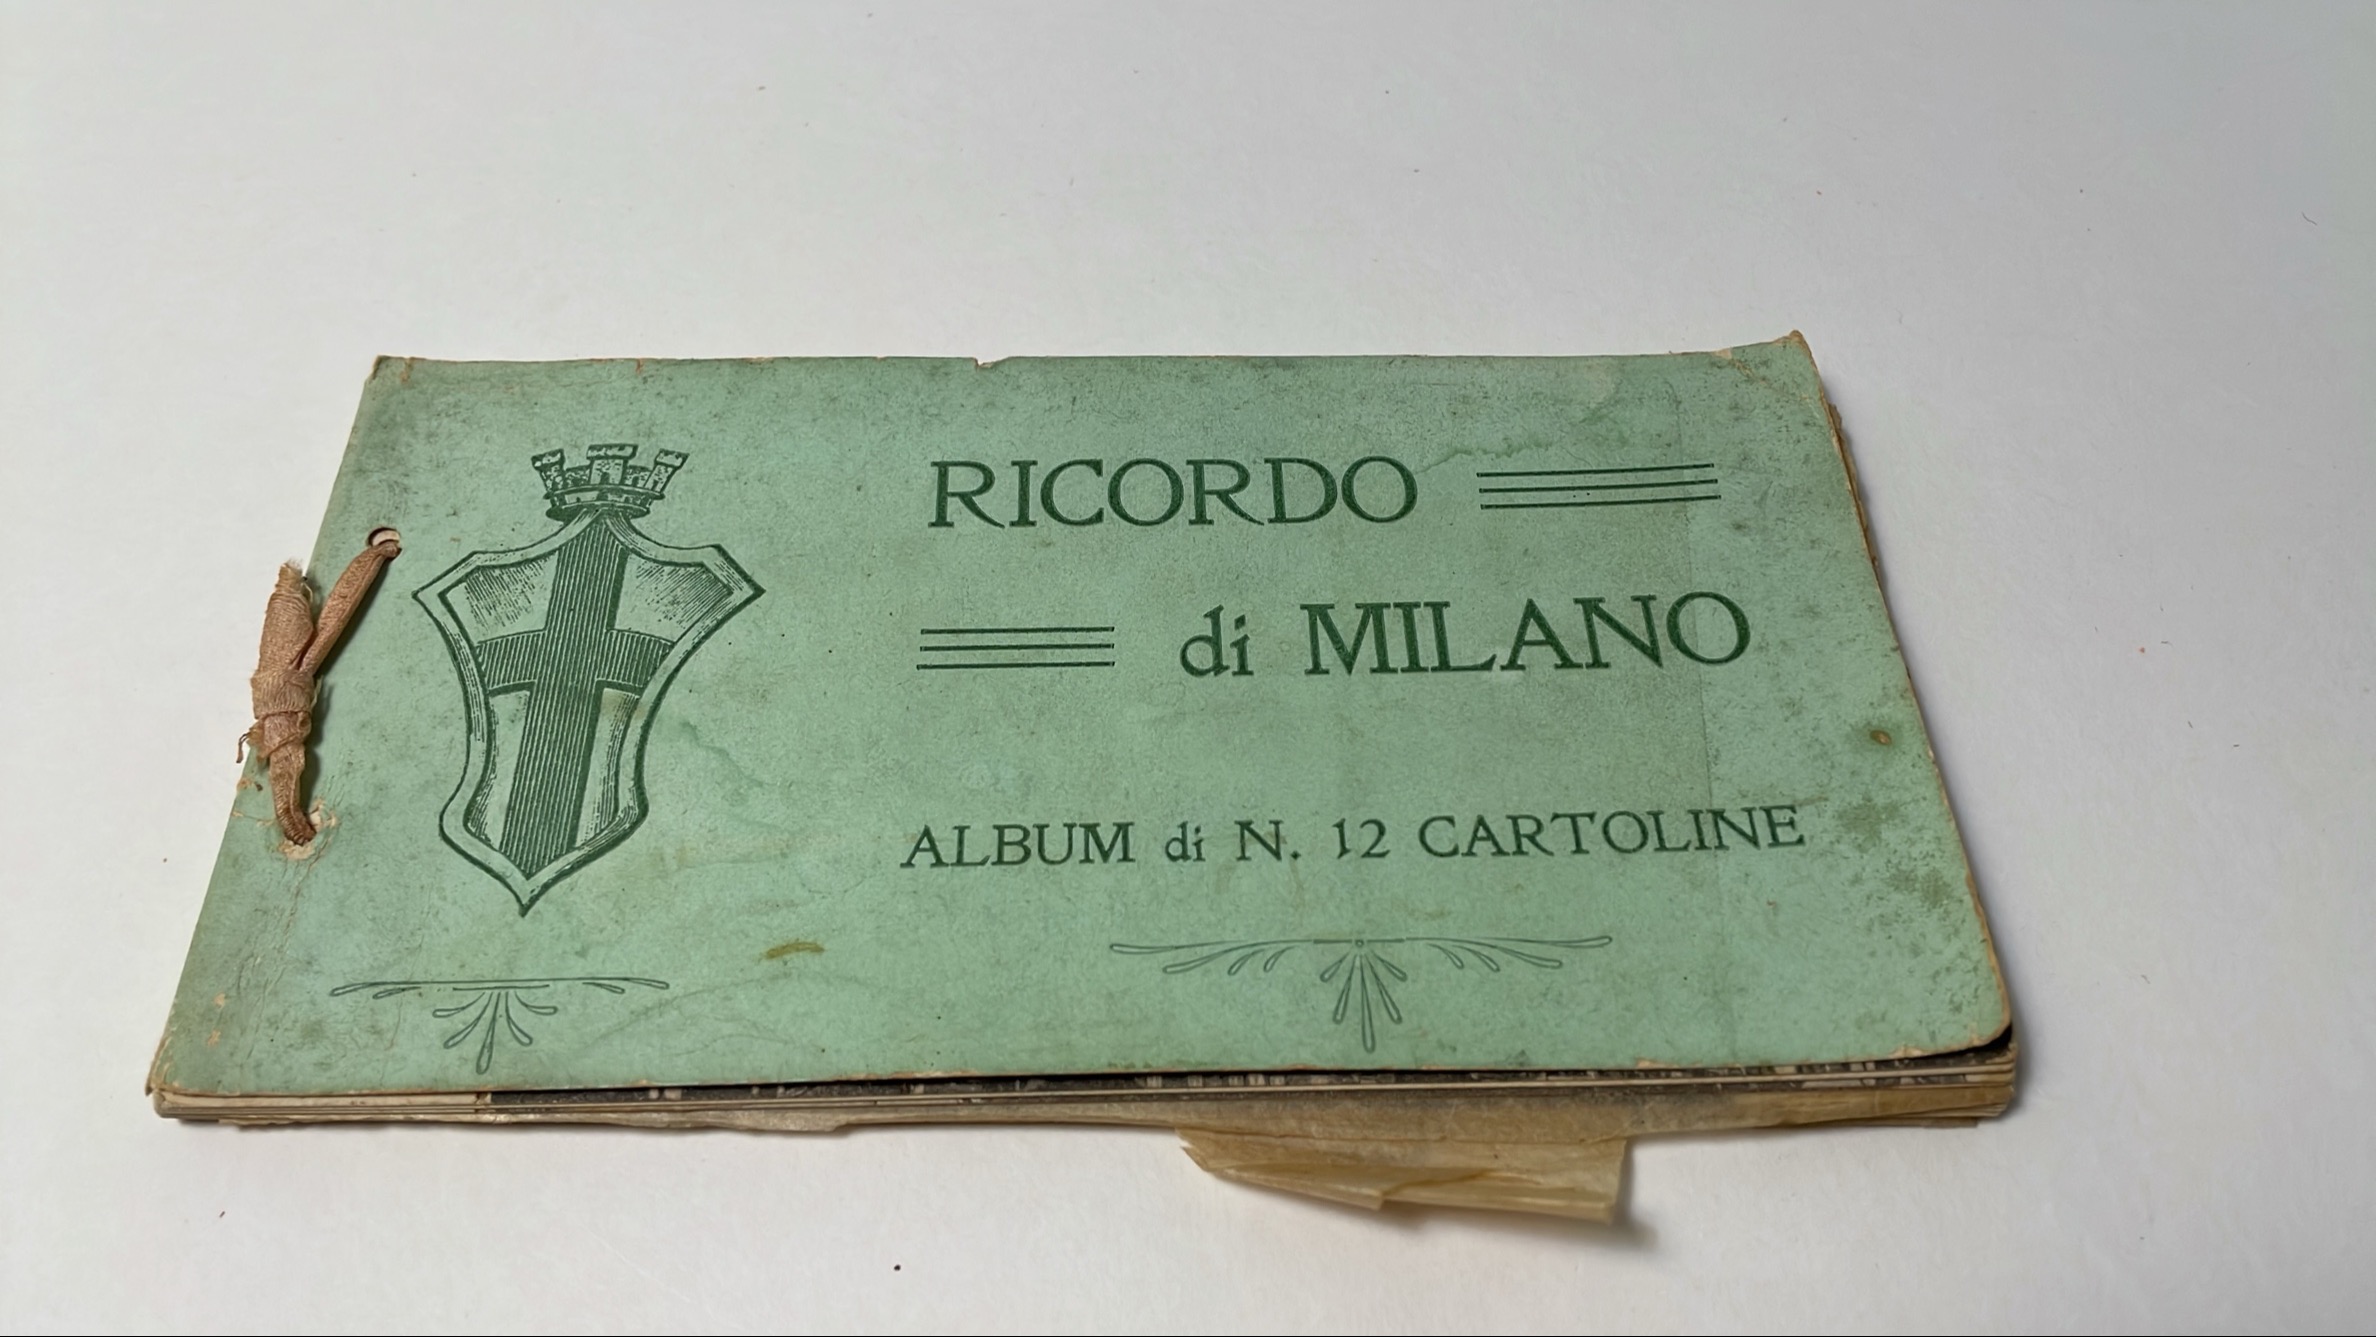 RICORDO
di MILANO
ALBUM di N. 12 CARTOLINE